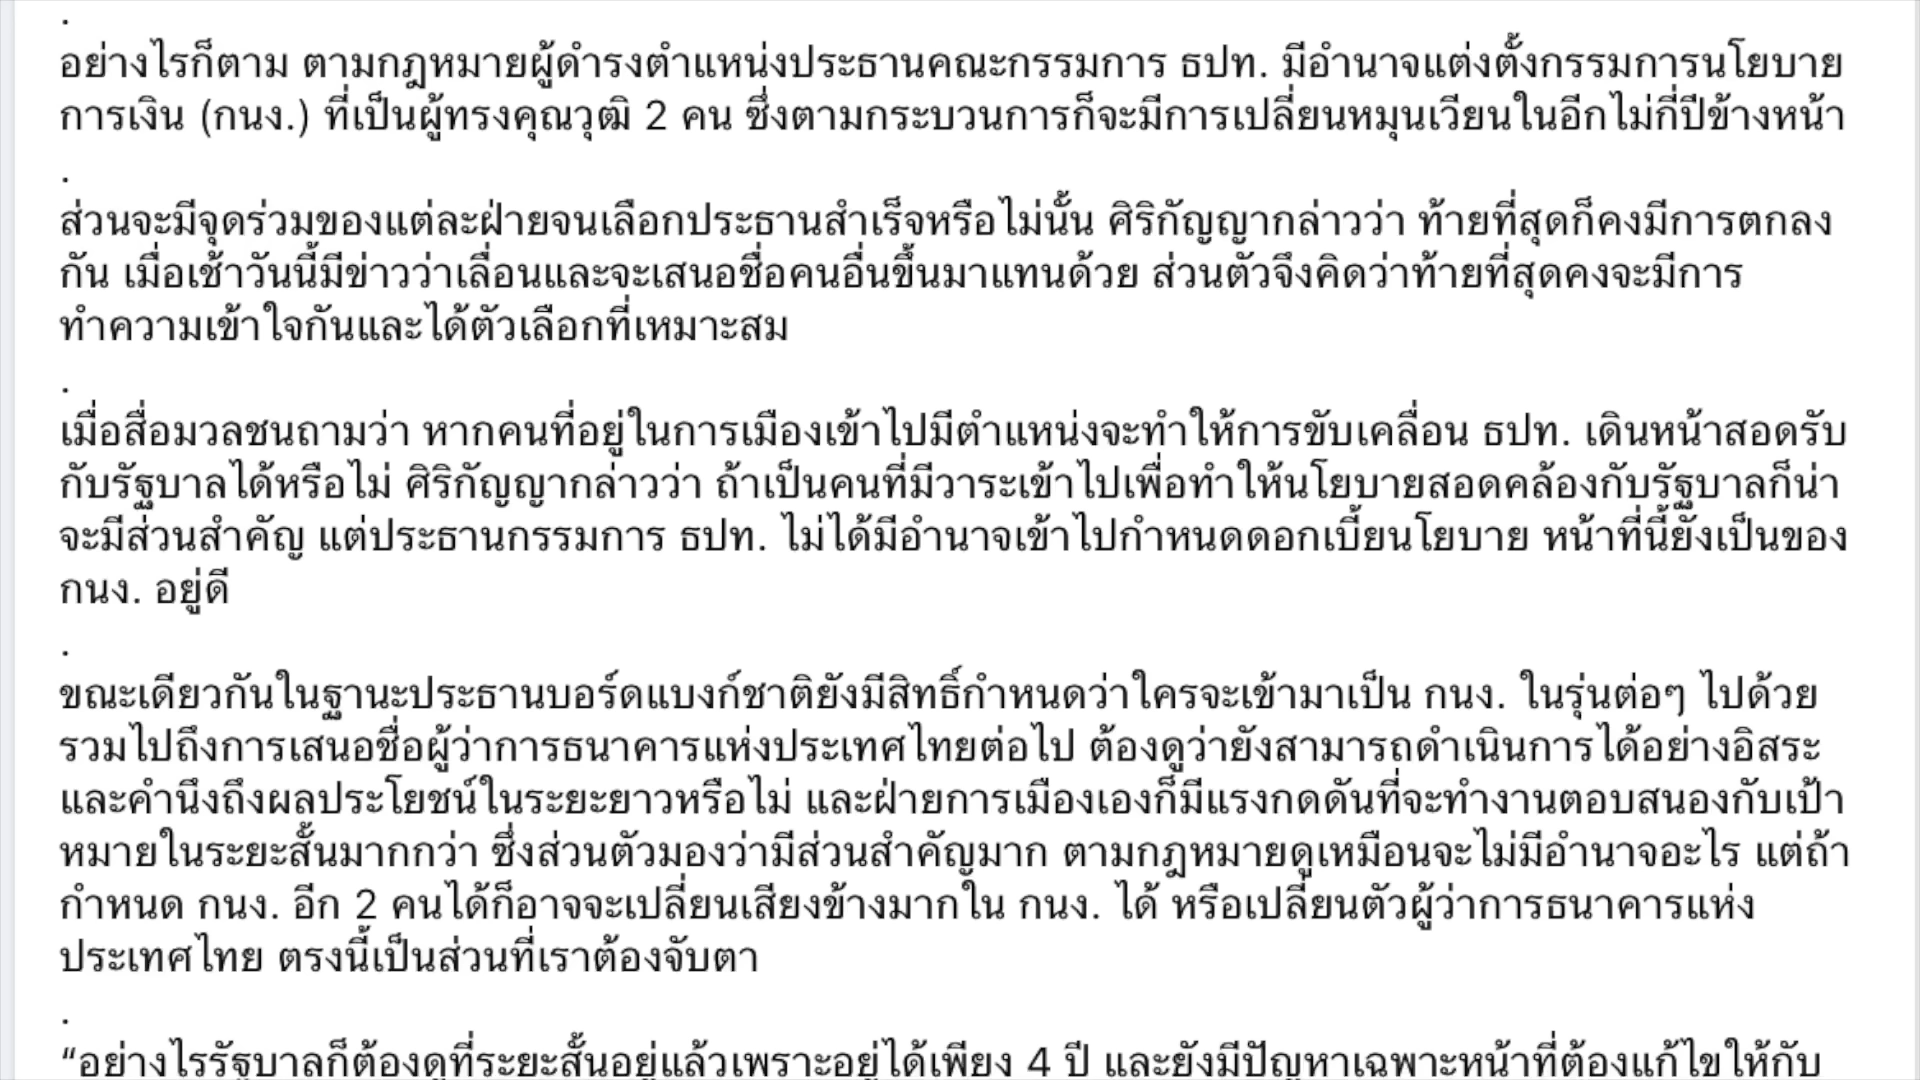 .
อย่างไรก็ตาม ตามกฎหมายผู้ดำรงตำแหน่งประธานคณะกรรมการ ธปท. มีอำนาจแต่งตั้งกรรมการนโยบาย
การเงิน (กนง.) ที่เป็นผู้ทรงคุณวุฒิ 2 คน ซึ่งตามกระบวนการก็จะมีการเปลี่ยนหมุนเวียนในอีกไม่กี่ปีข้างหน้า
.
ส่วนจะมีจุดร่วมของแต่ละฝ่ายจนเลือกประธานสำเร็จหรือไม่นั้น ศิริกัญญากล่าวว่า ท้ายที่สุดก็คงมีการตกลง
กัน เมื่อเช้าวันนี้มีข่าวว่าเลื่อนและจะเสนอชื่อคนอื่นขึ้นมาแทนด้วย ส่วนตัวจึงคิดว่าท้ายที่สุดคงจะมีการ
ทำความเข้าใจกันและได้ตัวเลือกที่เหมาะสม
.
เมื่อสื่อมวลชนถามว่า หากคนที่อยู่ในการเมืองเข้าไปมีตำแหน่งจะทำให้การขับเคลื่อน ธปท. เดินหน้าสอดรับ
กับรัฐบาลได้หรือไม่ ศิริกัญญากล่าวว่า ถ้าเป็นคนที่มีวาระเข้าไปเพื่อทำให้นโยบายสอดคล้องกับรัฐบาลก็น่า
จะมีส่วนสำคัญ แต่ประธานกรรมการ ธปท. ไม่ได้มีอำนาจเข้าไปกำหนดดอกเบี้ยนโยบาย หน้าที่นี้ยังเป็นของ
กนง. อยู่ดี
.
ขณะเดียวกันในฐานะประธานบอร์ดแบงก์ชาติยังมีสิทธิ์กำหนดว่าใครจะเข้ามาเป็น กนง. ในรุ่นต่อๆ ไปด้วย
รวมไปถึงการเสนอชื่อผู้ว่าการธนาคารแห่งประเทศไทยต่อไป ต้องดูว่ายังสามารถดำเนินการได้อย่างอิสระ
และคำนึงถึงผลประโยชน์ในระยะยาวหรือไม่ และฝ่ายการเมืองเองก็มีแรงกดดันที่จะทำงานตอบสนองกับเป้า
หมายในระยะสั้นมากกว่า ซึ่งส่วนตัวมองว่ามีส่วนสำคัญมาก ตามกฎหมายดูเหมือนจะไม่มีอำนาจอะไร แต่ถ้า
กำหนด กนง. อีก 2 คนได้ก็อาจจะเปลี่ยนเสียงข้างมากใน กนง. ได้ หรือเปลี่ยนตัวผู้ว่าการธนาคารแห่ง
ประเทศไทย ตรงนี้เป็นส่วนที่เราต้องจับตา
.
“อย่างไรรัฐบาลก็ต้องดูที่ระยะสั้นอยู่แล้วเพราะอยู่ได้เพียง 4 ปี และยังมีปัญหาเฉพาะหน้าที่ต้องแก้ไขให้กับ